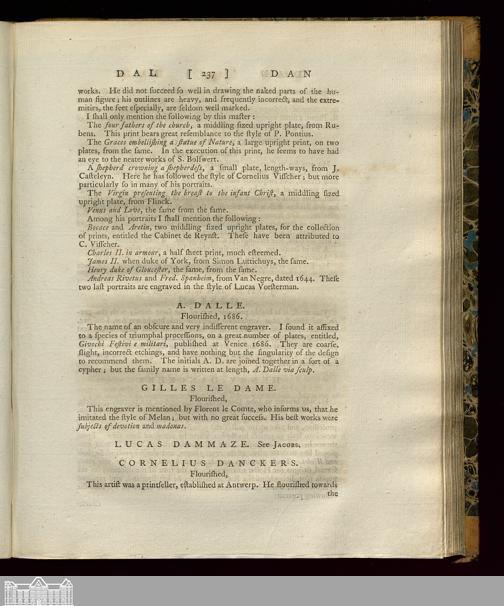 D A L [ 237 ] D A N
works. He did not succeed so well in drawing the naked parts of the hu-
man figure; his outlines are heavy, and frequently incorrect, and the extre-
mities, the feet especially, are seldom well marked.
I shall only mention the following by this master:
The four fathers of the church, a middling sized upright plate, from Ru-
bens. This print bears great resemblance to the style of P. Pontius.
The Graces embellishing a statue of Nature, a large upright print, on two
plates, from the same. In the execution of this print, he seems to have had
an eye to the neater works of S. Bolswert.
A shepherd crowning a shepherdess, a small plate, length-ways, from J.
Casteleyn. Here he has followed the style of Cornelius Visscher; but more
particularly so in many of his portraits.
The Virgin presenting the breast to the infant Christ, a middling sized
upright plate, from Flinck.
Venus and Love, the same from the same.
Among his portraits I shall mention the following:
Bocace and Aretin, two middling sized upright plates, for the collection
of prints, entitled the Cabinet de Reynst. These have been attributed to
C. Visscher.
Charles II. in armour, a half sheet print, much esteemed.
James II. when duke of York, from Simon Luttichuys, the same.
Henry duke of Gloucester, the same, from the same.
Andreas Rivetus and Fred. Spanheim, from Van Negre, dated 1644. These
two last portraits are engraved in the style of Lucas Vorsterman.
A. D A L L E.
Flourished, 1686.
The name of an obscure and very indifferent engraver. I found it affixed
to a species of triumphal processions, on a great number of plates, entitled,
Giuochi Festivi e militari, published at Venice 1686. They are coarse,
slight, incorrect etchings, and have nothing but the singularity of the design
to recommend them. The initials A. D. are joined together in a sort of a
cypher; but the family name is written at length, A. Dalle via sculp.
G I L L E S L E D A M E.
Flourished,
This engraver is mentioned by Florent le Comte, who informs us, that he
imitated the style of Melan; but with no great success. His best works were
subjects of devotion and madonas.
L U C A S D A M M A Z E. See JACOBS.
C O R N E L I U S D A N C K E R S.
Flourished,
This artist was a printseller, established at Antwerp. He flourished towards
the